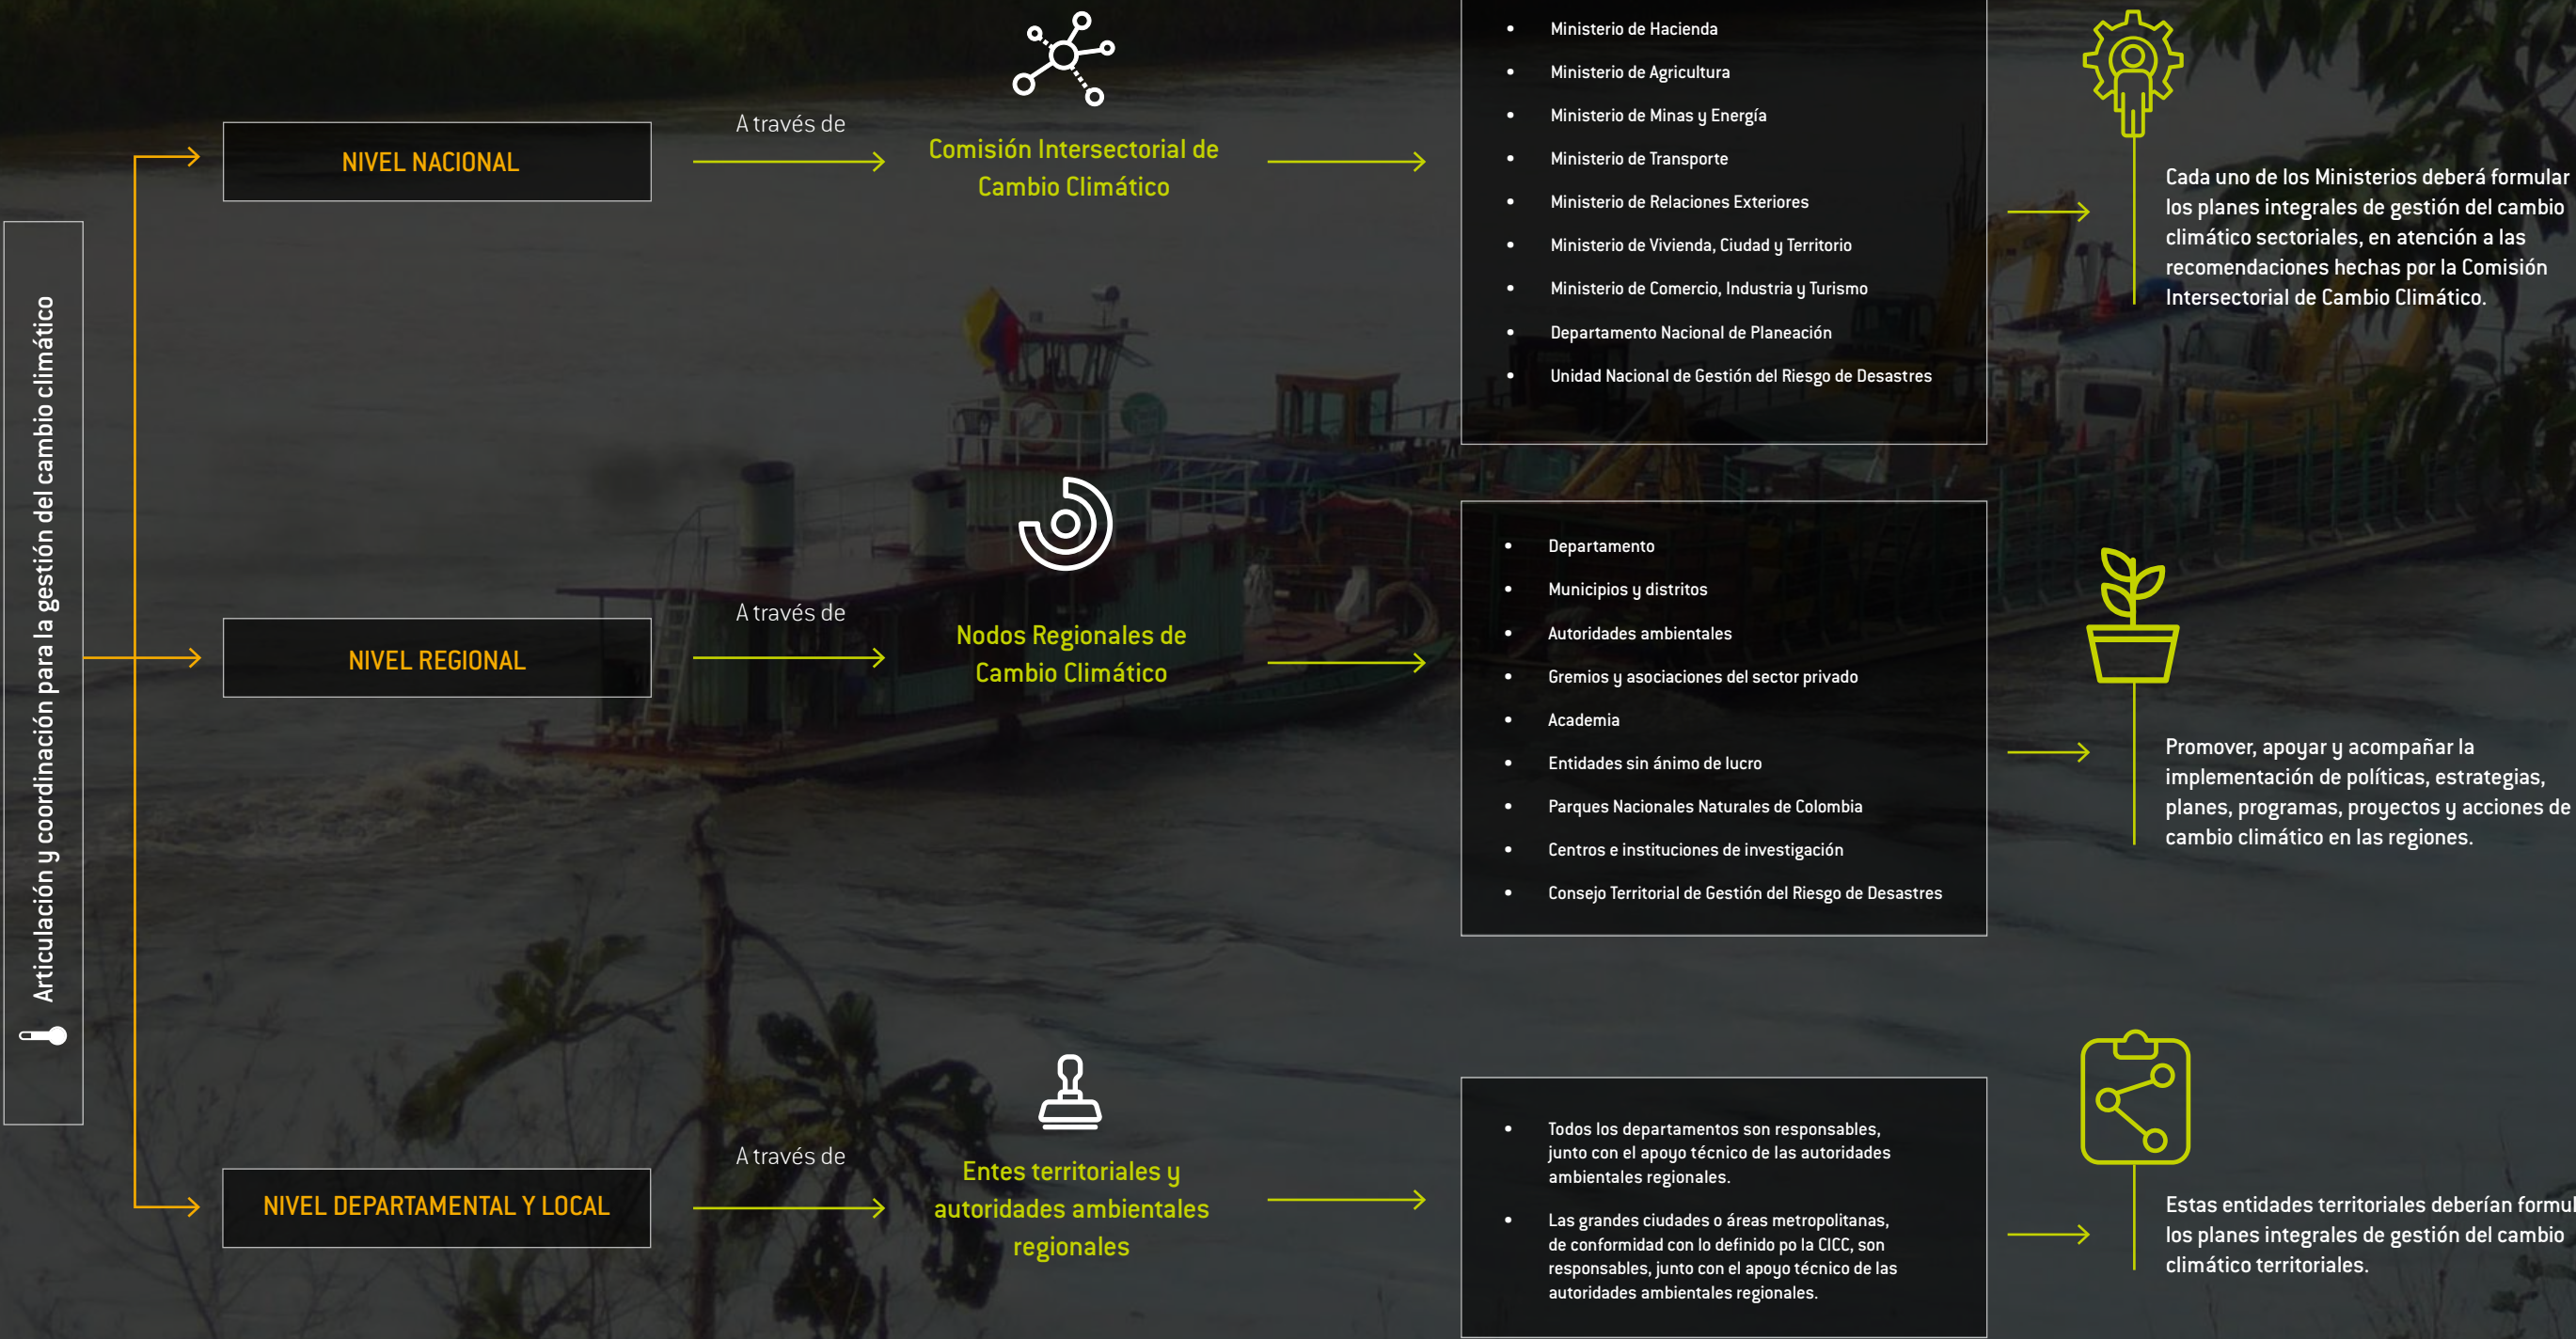 Articulación y coordinación para la gestión del cambio climático
NIVEL NACIONAL
A través de
Comisión Intersectorial de
Cambio Climático
• Ministerio de Hacienda
• Ministerio de Agricultura
• Ministerio de Minas y Energía
• Ministerio de Transporte
• Ministerio de Relaciones Exteriores
• Ministerio de Vivienda, Ciudad y Territorio
• Ministerio de Comercio, Industria y Turismo
• Departamento Nacional de Planeación
• Unidad Nacional de Gestión del Riesgo de Desastres
Cada uno de los Ministerios deberá formular
los planes integrales de gestión del cambio
climático sectoriales, en atención a las
recomendaciones hechas por la Comisión
Intersectorial de Cambio Climático.
NIVEL REGIONAL
A través de
Nodos Regionales de
Cambio Climático
• Departamento
• Municipios y distritos
• Autoridades ambientales
• Gremios y asociaciones del sector privado
• Academia
• Entidades sin ánimo de lucro
• Parques Nacionales Naturales de Colombia
• Centros e instituciones de investigación
• Consejo Territorial de Gestión del Riesgo de Desastres
Promover, apoyar y acompañar la
implementación de políticas, estrategias,
planes, programas, proyectos y acciones de
cambio climático en las regiones.
NIVEL DEPARTAMENTAL Y LOCAL
A través de
Entes territoriales y
autoridades ambientales
regionales
• Todos los departamentos son responsables,
junto con el apoyo técnico de las autoridades
ambientales regionales.
• Las grandes ciudades o áreas metropolitanas,
de conformidad con lo definido po la CICC, son
responsables, junto con el apoyo técnico de las
autoridades ambientales regionales.
Estas entidades territoriales deberían
los planes integrales de gestión del cambio
climático territoriales.